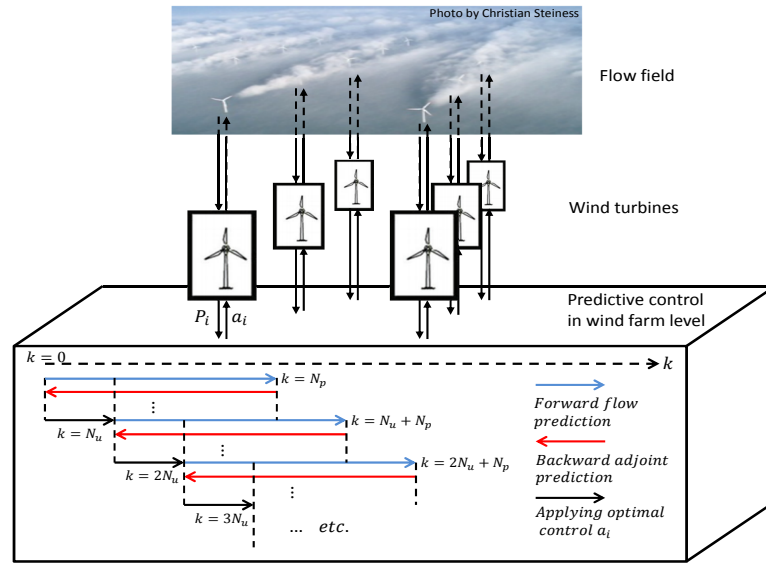 Photo by Christian Steiness
Flow field
Wind turbines
Predictive control
in wind farm level
P_i
a_i
k = 0
k
k = N_p
⋮
k = N_u
k = N_u + N_p
⋮
k = 2N_u
k = 2N_u + N_p
⋮
k = 3N_u
... etc.
Forward flow
prediction
Backward adjoint
prediction
Applying optimal
control a_i